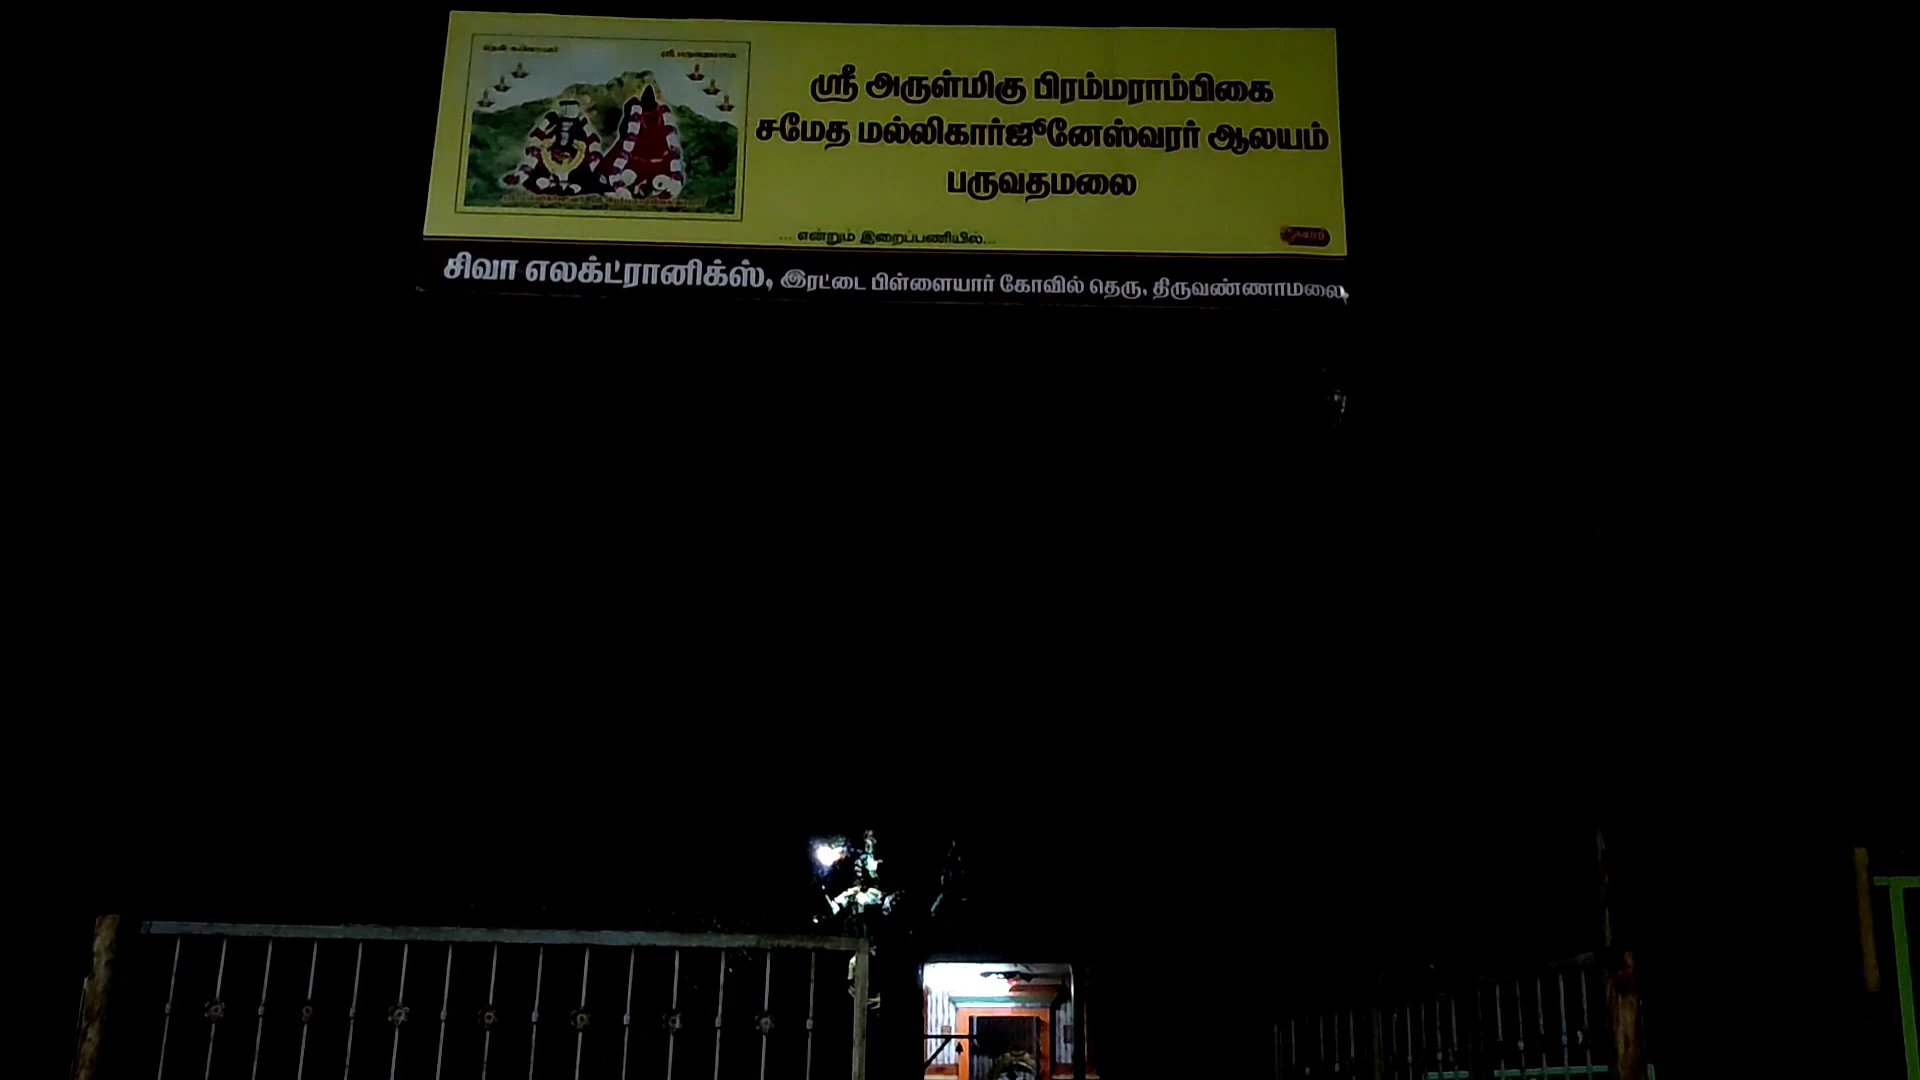 ஸ்ரீ அருள்மிகு பிரம்மராம்பிகை
சமேத மல்லிகார்ஜூனேஸ்வரர் ஆலயம்
பருவதமலை
... என்றும் இறைப்பணியில்...
சிவா எலக்ட்ரானிக்ஸ், இரட்டை பிள்ளையார் கோவில் தெரு, திருவண்ணாமலை.